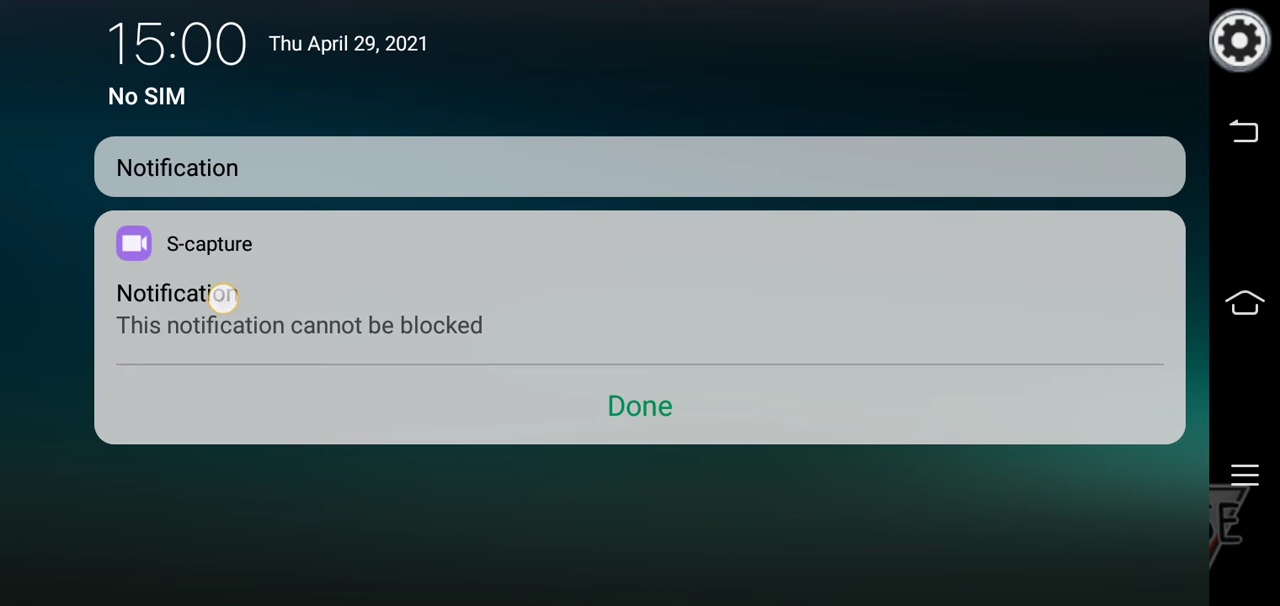 15:00 Thu April 29, 2021
No SIM
Notification
S-capture
Notification
This notification cannot be blocked
Done